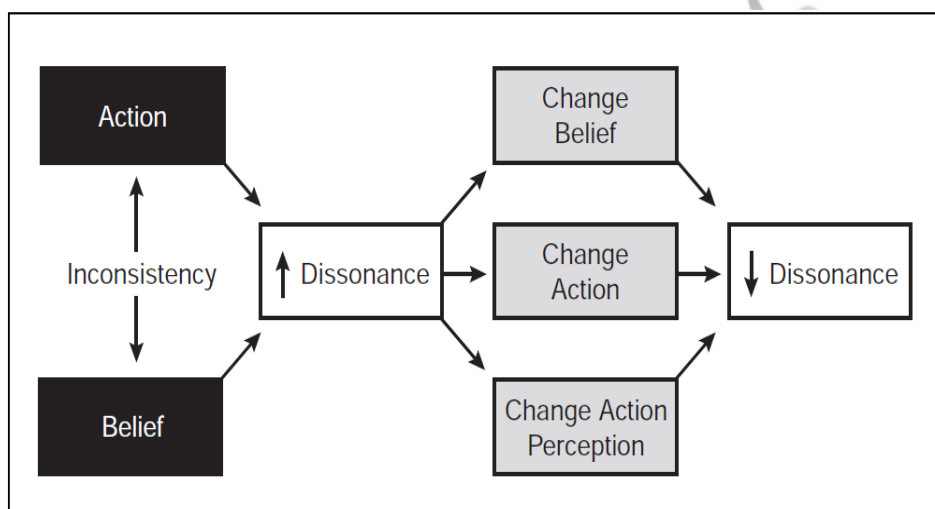 Action
Inconsistency
Belief
Dissonance
Change
Belief
Change
Action
Change Action
Perception
Dissonance